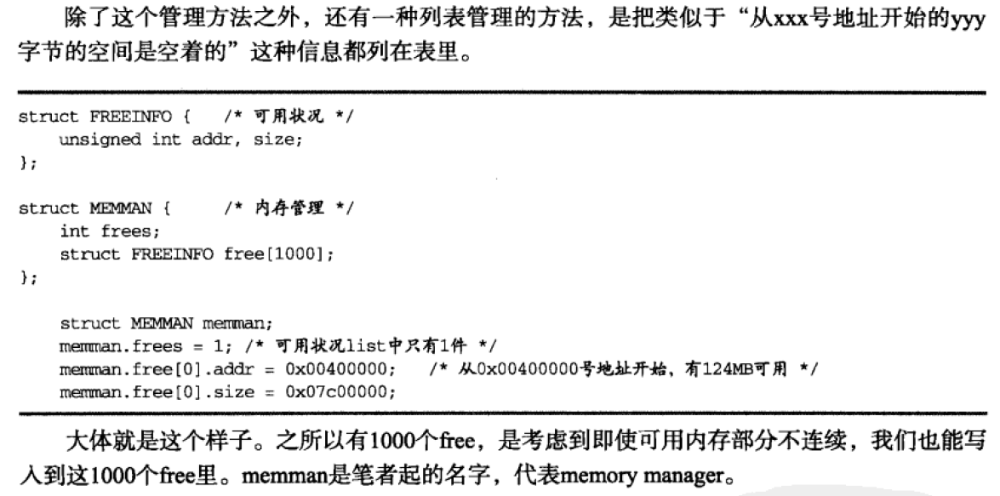 除了这个管理方法之外，还有一种列表管理的方法，是把类似于“从xxx号地址开始的yyy
字节的空间是空着的”这种信息都列在表里。
struct FREEINFO {    /* 可用状况 */
    unsigned int addr, size;
};
struct MEMMAN {      /* 内存管理 */
    int frees;
    struct FREEINFO free[1000];
};
    struct MEMMAN memman;
    memman.frees = 1; /* 可用状况list中只有1件 */
    memman.free[0].addr = 0x00400000;   /* 从0x00400000号地址开始，有124MB可用 */
    memman.free[0].size = 0x07c00000;
大体就是这个样子。之所以有1000个free，是考虑到即使可用内存部分不连续，我们也能写
入到这1000个free里。memman是笔者起的名字，代表memory manager。